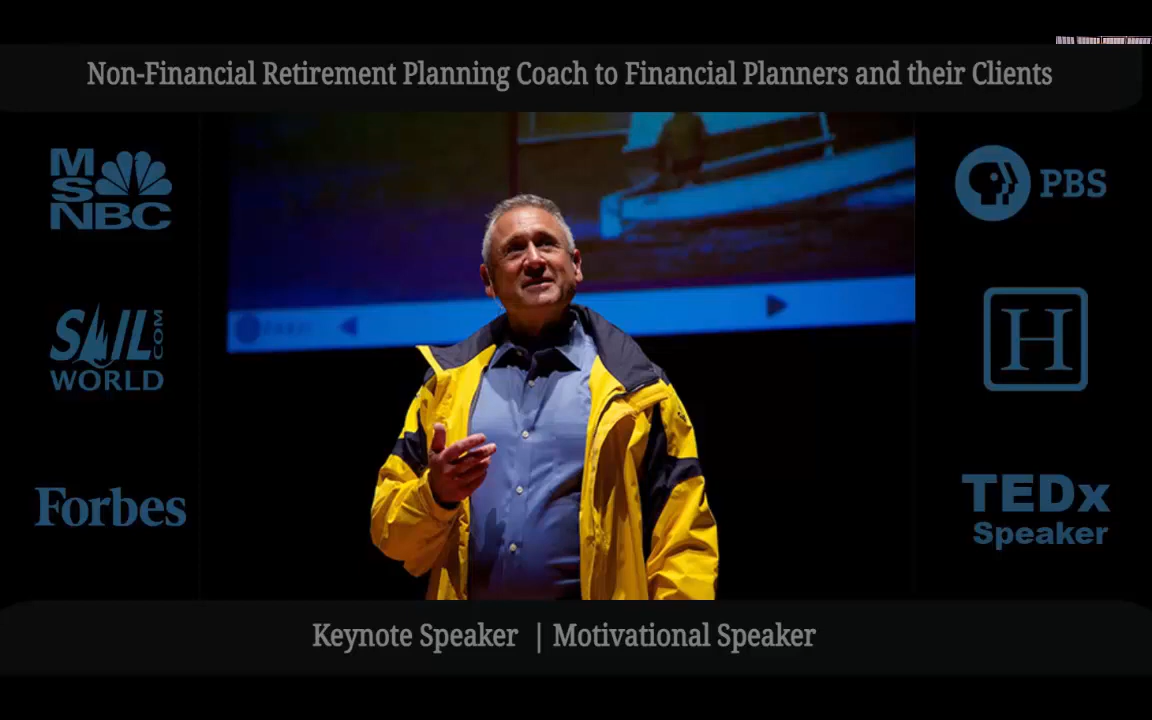 Non-Financial Retirement Planning Coach to Financial Planners and their Clients
M
S
NBC
PBS
SAIL
.COM
WORLD
H
Forbes
TEDx
Speaker
Keynote Speaker | Motivational Speaker